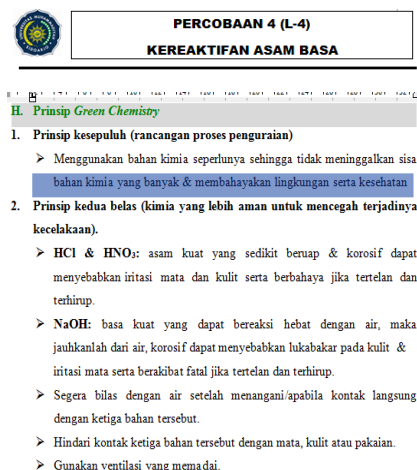 PERCOBAAN 4 (L-4)
KEREAKTIFAN ASAM BASA
H. Prinsip Green Chemistry
1. Prinsip kesepuluh (rancangan proses penguraian)
➤ Menggunakan bahan kimia seperlunya sehingga tidak meninggalkan sisa
bahan kimia yang banyak & membahayakan lingkungan serta kesehatan
2. Prinsip kedua belas (kimia yang lebih aman untuk mencegah terjadinya
kecelakaan).
➤ HCl & HNO₃: asam kuat yang sedikit beruap & korosif dapat
menyebabkan iritasi mata dan kulit serta berbahaya jika tertelan dan
terhirup.
➤ NaOH: basa kuat yang dapat bereaksi hebat dengan air, maka
jauhkanlah dari air, korosif dapat menyebabkan lukabakar pada kulit &
iritasi mata serta berakibat fatal jika tertelan dan terhirup.
➤ Segera bilas dengan air setelah menangani/apabila kontak langsung
dengan ketiga bahan tersebut.
➤ Hindari kontak ketiga bahan tersebut dengan mata, kulit atau pakaian.
➤ Gunakan ventilasi yang memadai.